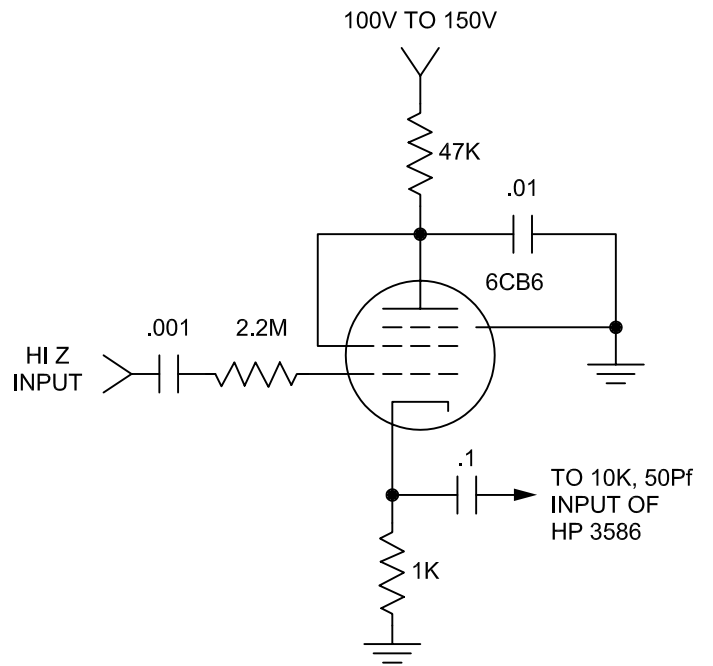 100V TO 150V
47K
.01
6CB6
.001
2.2M
HI Z
INPUT
.1
TO 10K, 50Pf
INPUT OF
HP 3586
1K